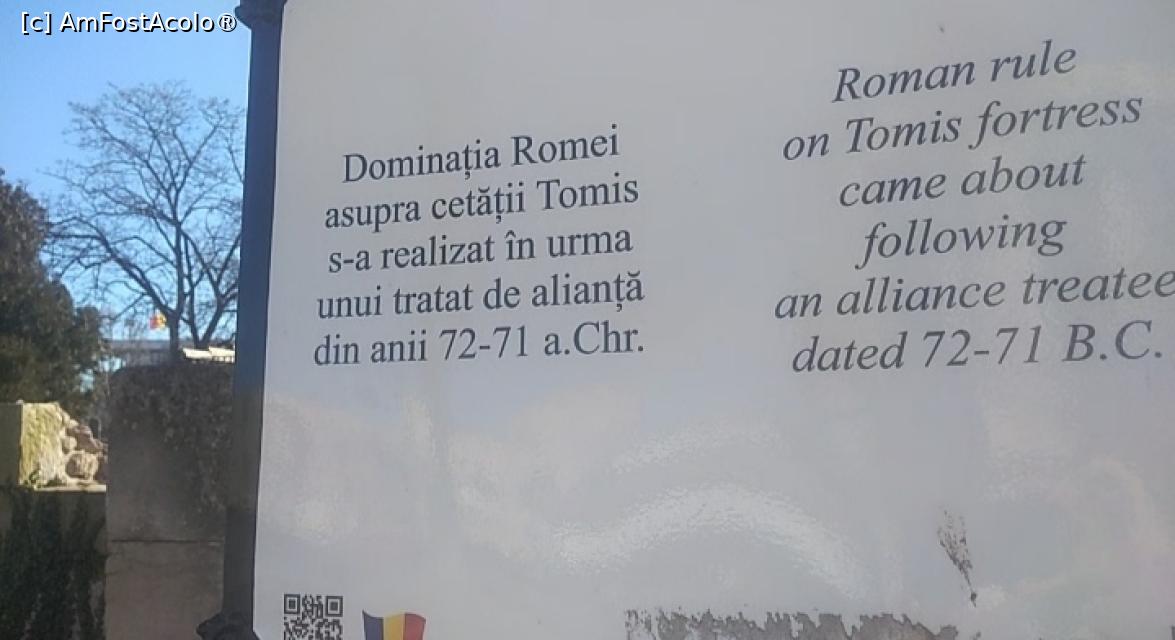 [c] AmFostAcolo®
Dominația Romei
asupra cetății Tomis
s-a realizat în urma
unui tratat de alianță
din anii 72-71 a.Chr.
Roman rule
on Tomis fortress
came about
following
an alliance treatee
dated 72-71 B.C.